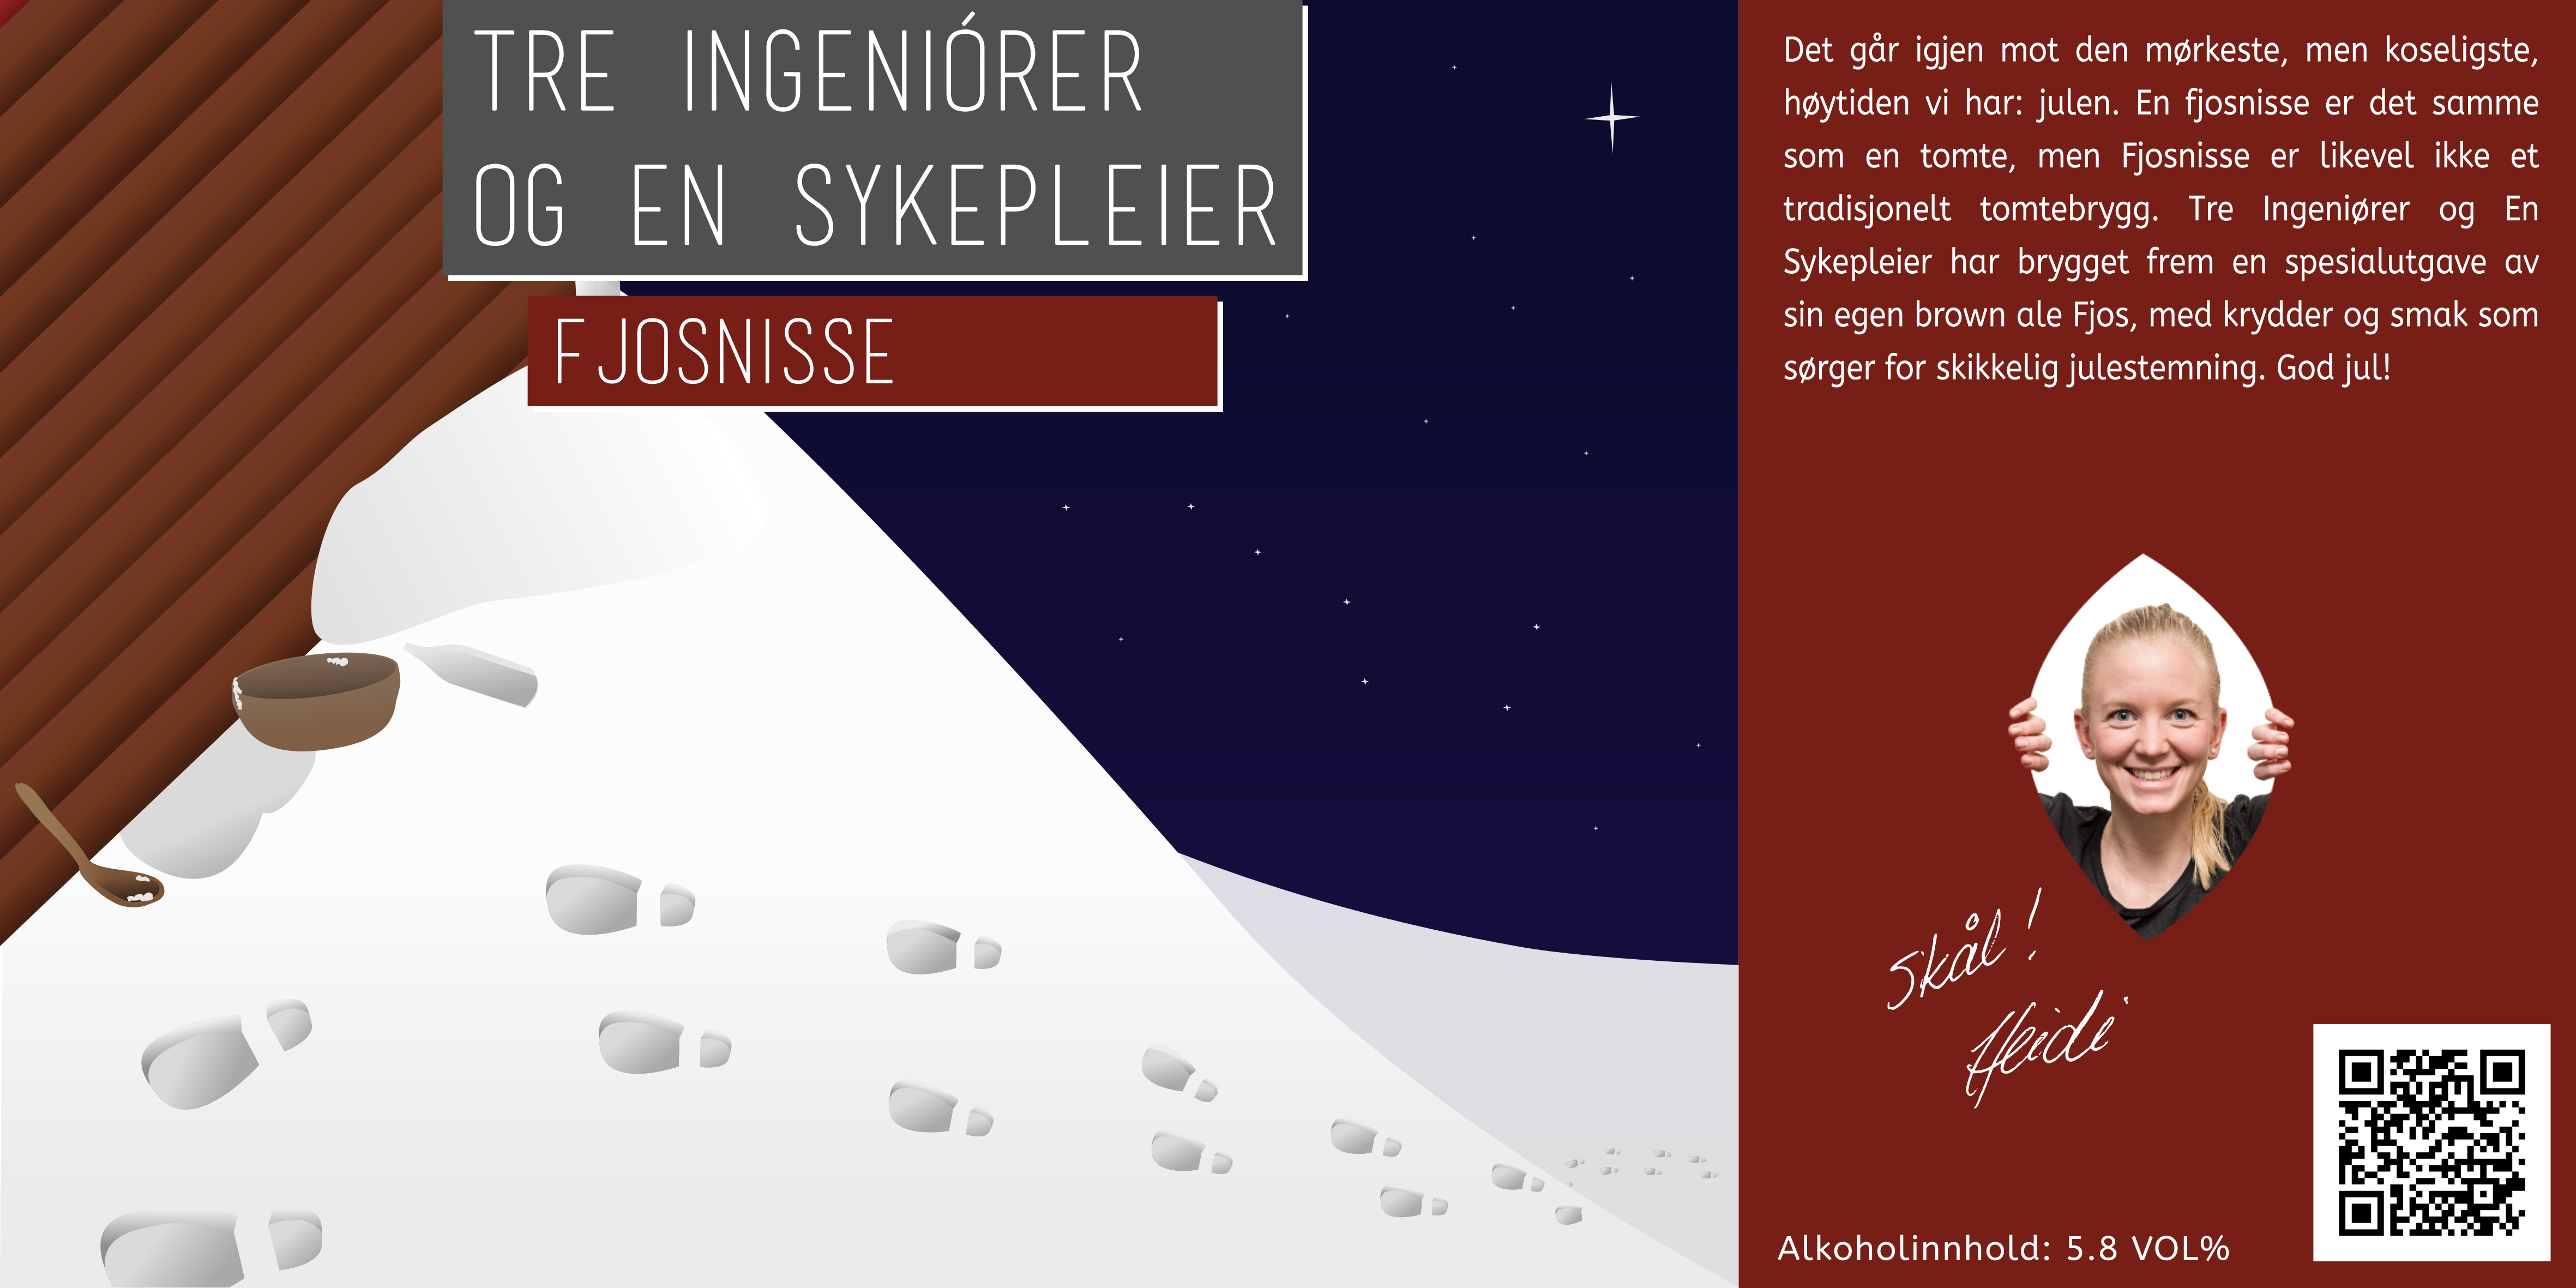 TRE INGENIÓRER
OG EN SYKEPLEIER
FJOSNISSE
Det går igjen mot den mørkeste, men koseligste,
høytiden vi har: julen. En fjosnisse er det samme
som en tomte, men Fjosnisse er likevel ikke et
tradisjonelt tomtebrygg. Tre Ingeniører og En
Sykepleier har brygget frem en spesialutgave av
sin egen brown ale Fjos, med krydder og smak som
sørger for skikkelig julestemning. God jul!
Skål!
Heidi
Alkoholinnhold: 5.8 VOL%